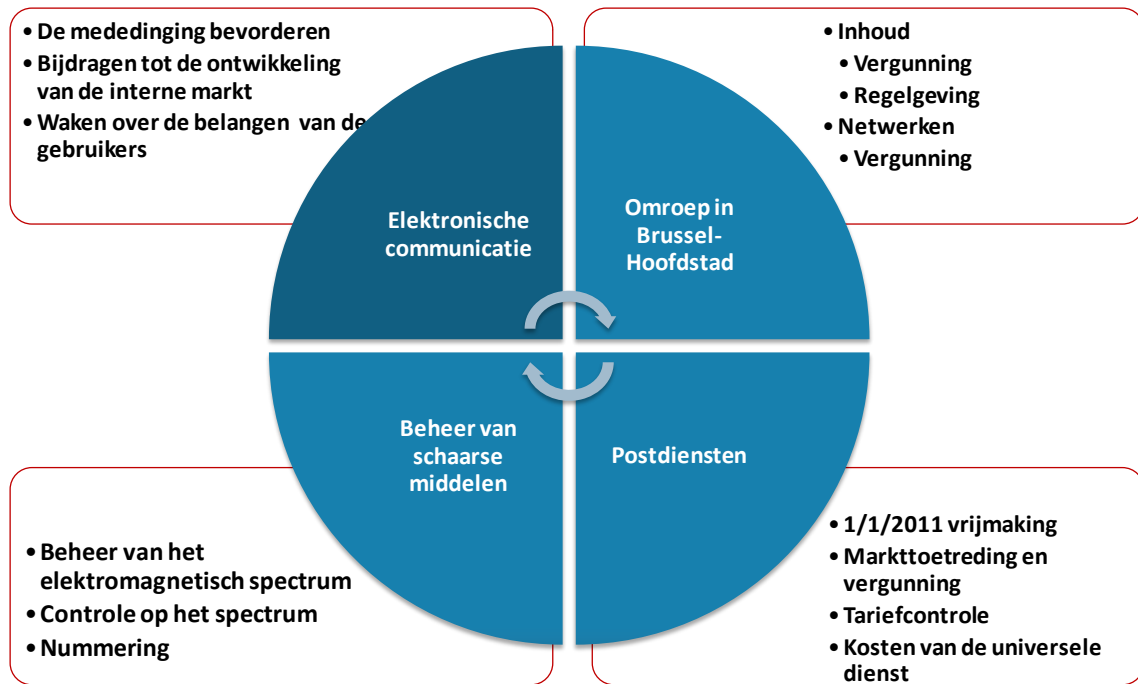 • De mededinging bevorderen
• Bijdragen tot de ontwikkeling
van de interne markt
• Waken over de belangen van de
gebruikers
Elektronische
communicatie
• Inhoud
• Vergunning
• Regelgeving
• Netwerken
• Vergunning
Omroep in
Brussel-
Hoofdstad
Beheer van
schaarse
middelen
• Beheer van het
elektromagnetisch spectrum
• Controle op het spectrum
• Nummering
Postdiensten
• 1/1/2011 vrijmaking
• Markttoetreding en
vergunning
• Tariefcontrole
• Kosten van de universele
dienst